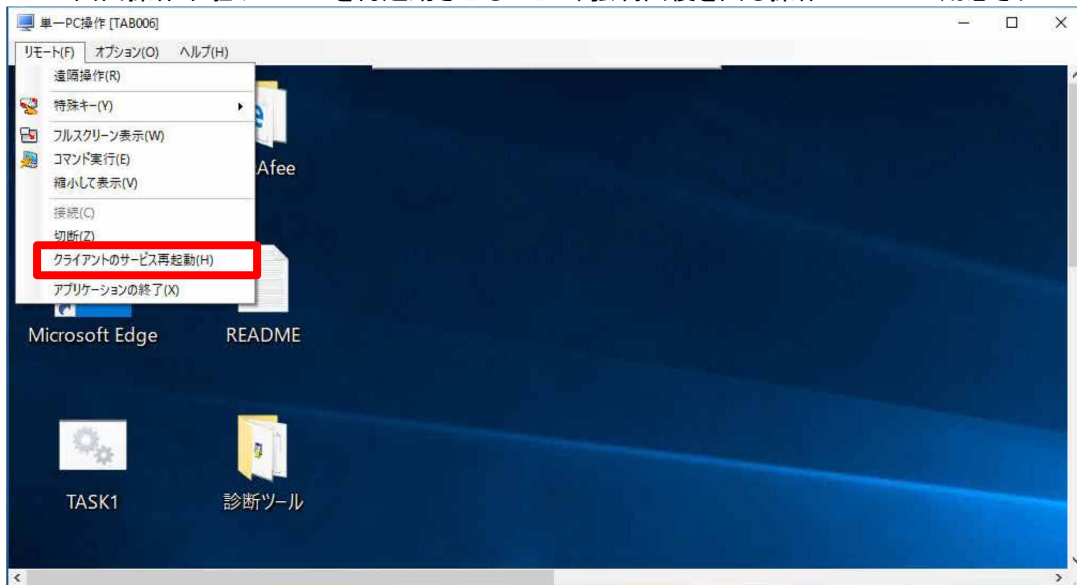 単一PC操作 [TAB006]
リモート(F) オプション(O) ヘルプ(H)
遠隔操作(R)
特殊キー(Y)
フルスクリーン表示(W)
コマンド実行(E)
縮小して表示(V)
接続(C)
切断(Z)
クライアントのサービス再起動(H)
アプリケーションの終了(X)
Afee
Microsoft Edge README
TASK1 診断ツール